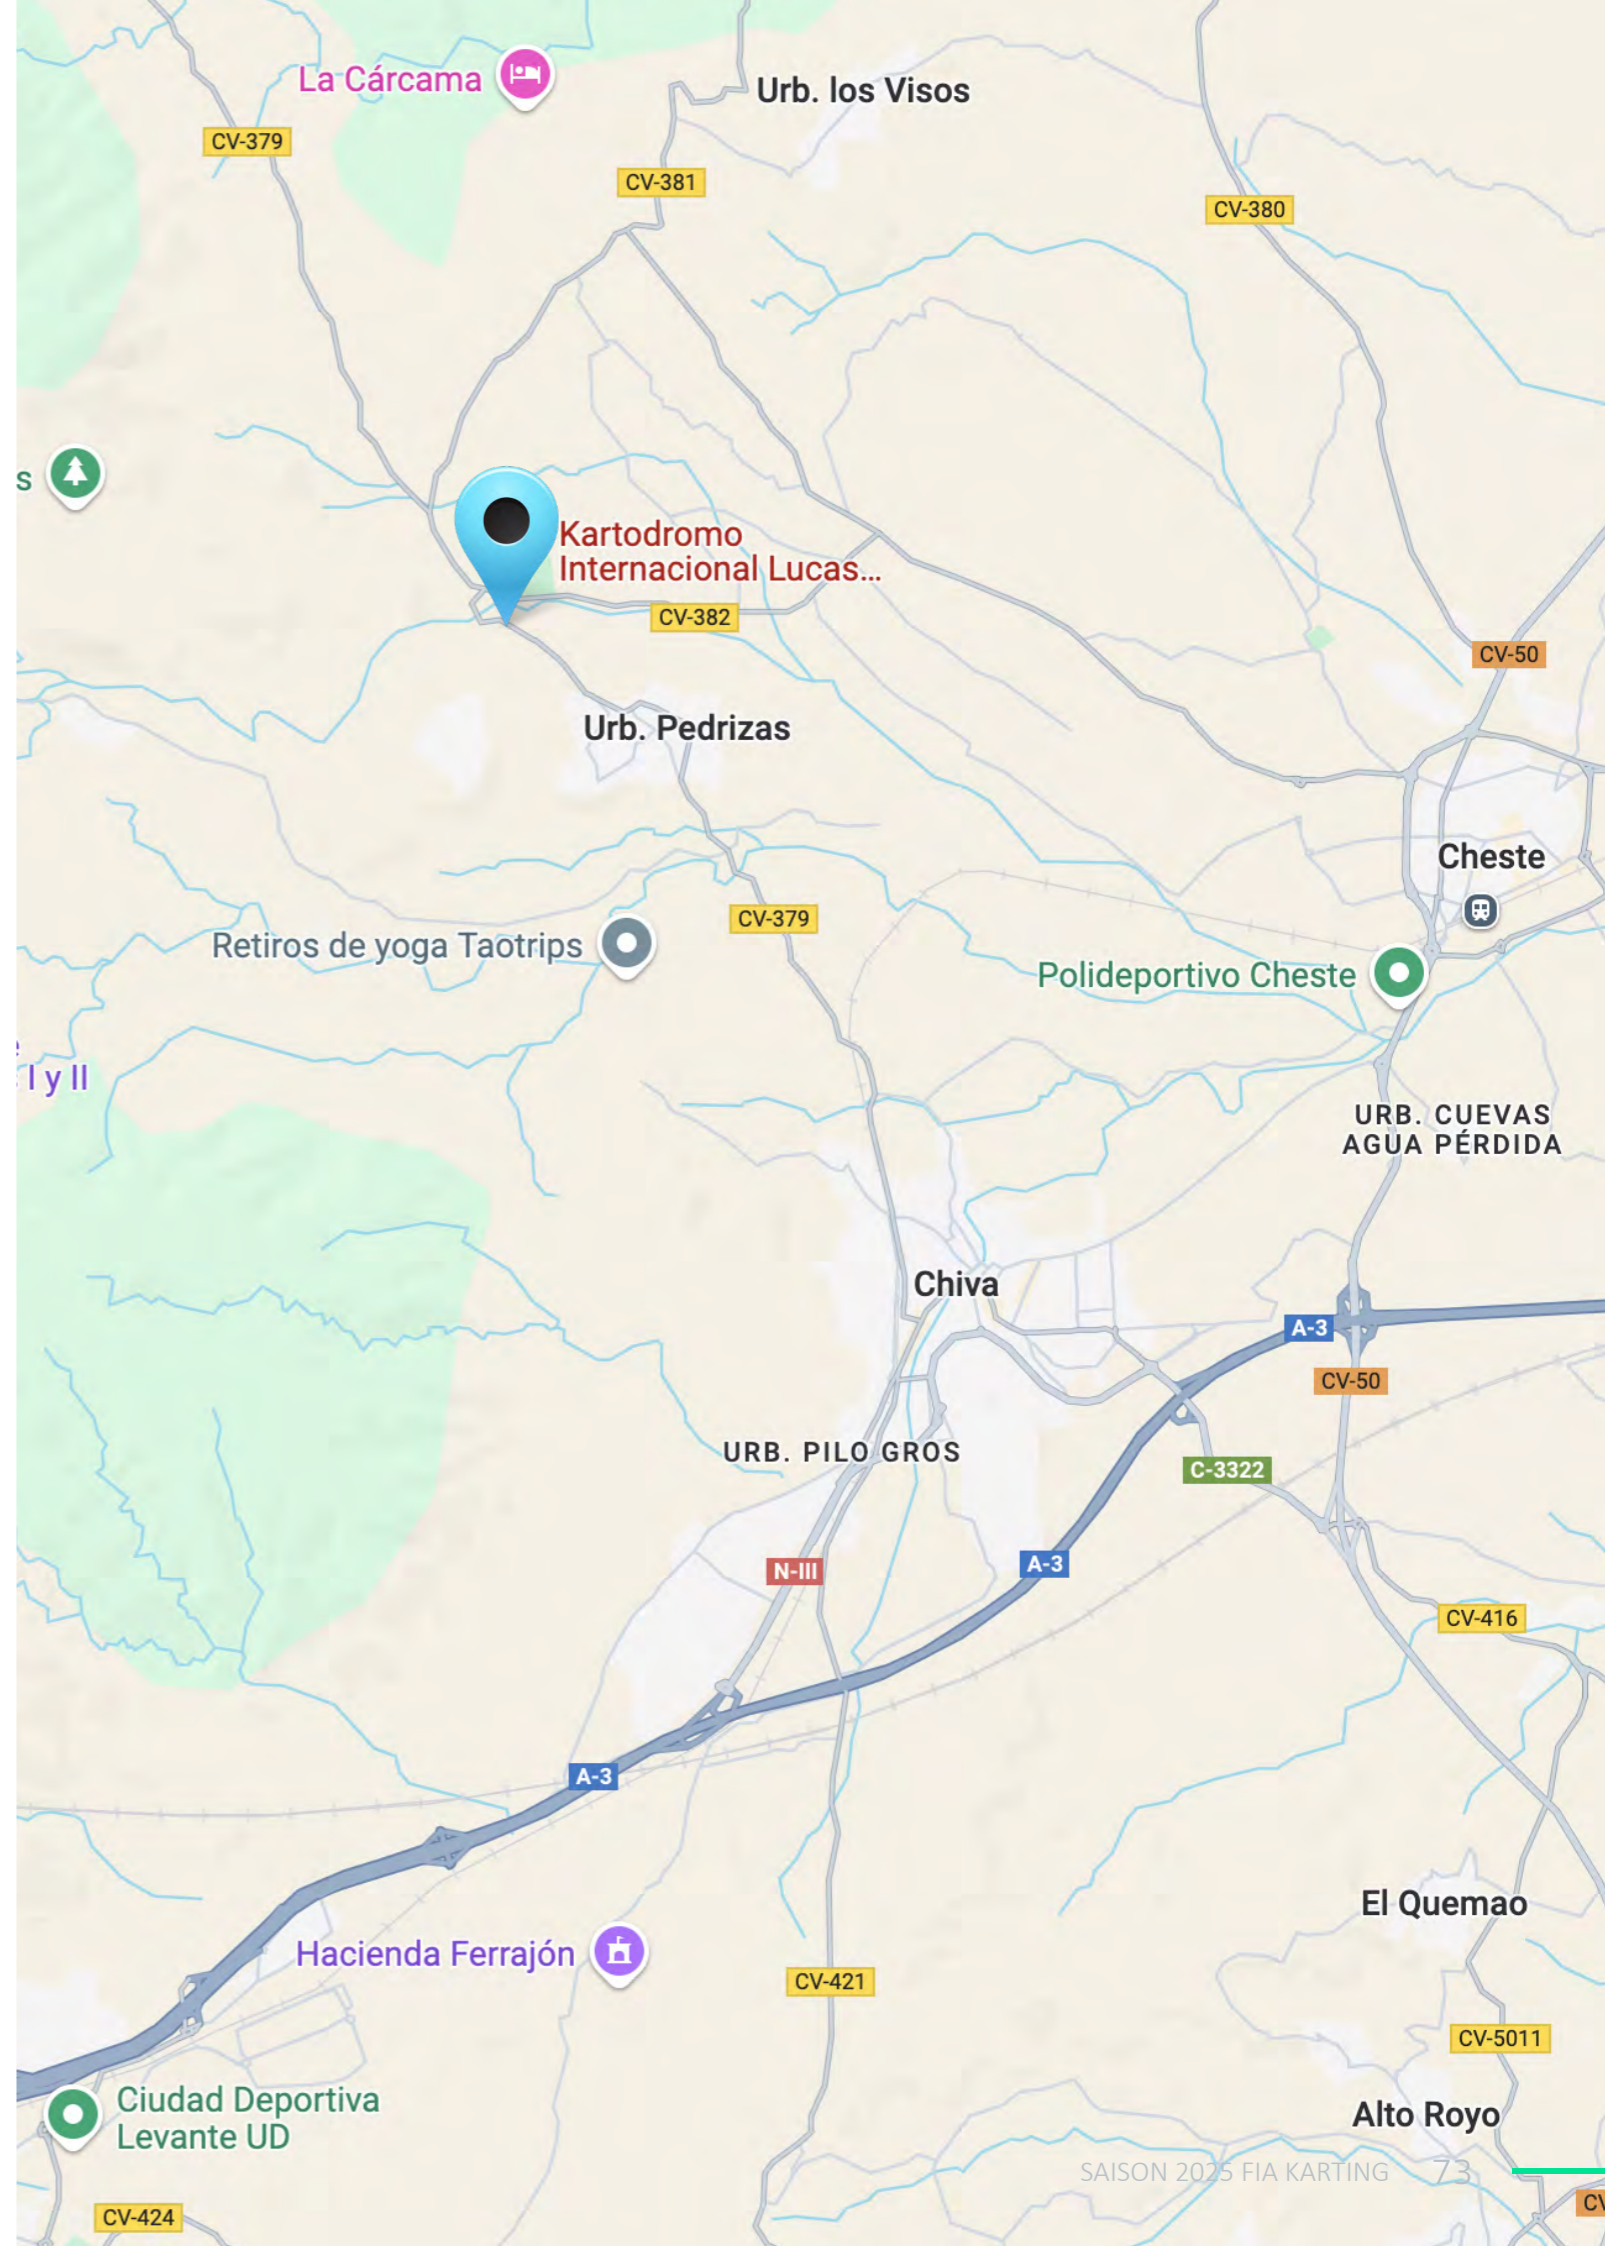 La Cárcama
Urb. los Visos
CV-379
CV-381
CV-380
s
Kartodromo
Internacional Lucas...
CV-382
CV-50
Urb. Pedrizas
Cheste
CV-379
Retiros de yoga Taotrips
Polideportivo Cheste
I y II
URB. CUEVAS
AGUA PÉRDIDA
Chiva
A-3
CV-50
URB. PILO GROS
C-3322
N-III
A-3
CV-416
A-3
El Quemao
Hacienda Ferrajón
CV-421
CV-5011
Ciudad Deportiva
Levante UD
Alto Royo
SAISON 2025 FIA KARTING 73
CV-424
CV